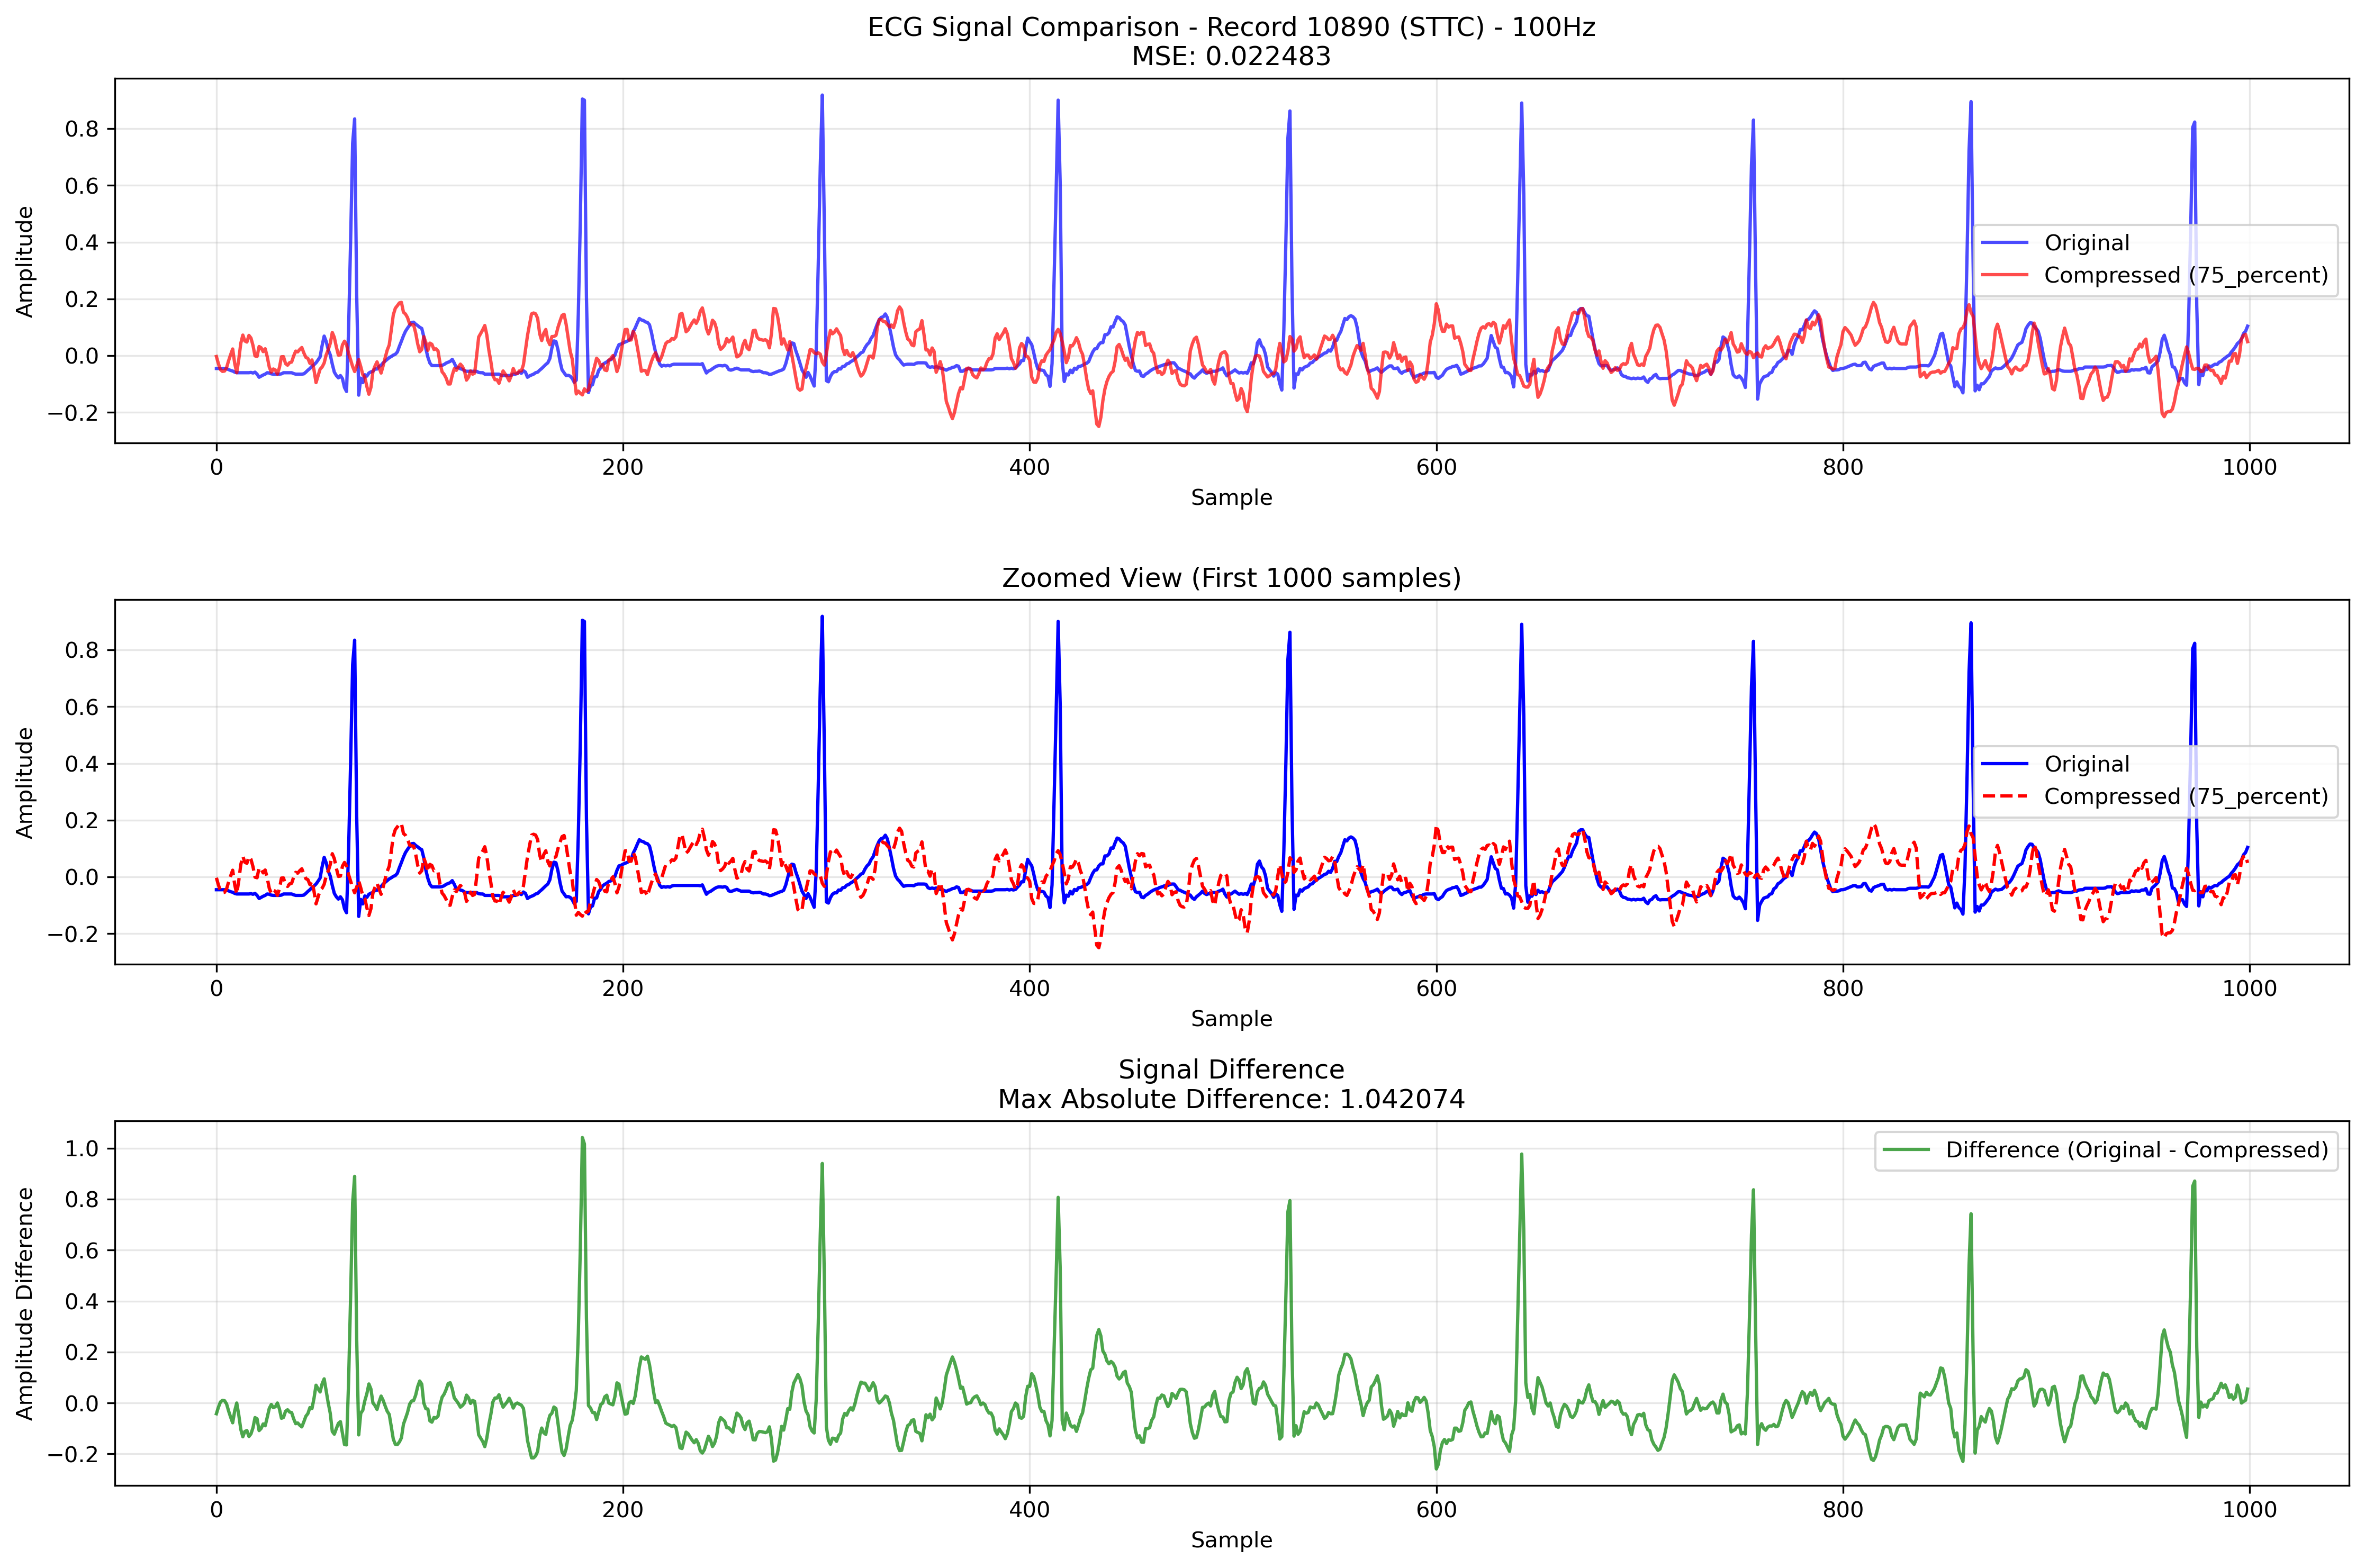 ECG Signal Comparison - Record 10890 (STTC) - 100Hz
MSE: 0.022483
Amplitude
0.8
0.6
0.4
0.2
0.0
−0.2
Original
Compressed (75_percent)
0 200 400 600 800 1000
Sample
Zoomed View (First 1000 samples)
Amplitude
0.8
0.6
0.4
0.2
0.0
−0.2
Original
Compressed (75_percent)
0 200 400 600 800 1000
Sample
Signal Difference
Max Absolute Difference: 1.042074
Amplitude Difference
1.0
0.8
0.6
0.4
0.2
0.0
−0.2
Difference (Original - Compressed)
0 200 400 600 800 1000
Sample